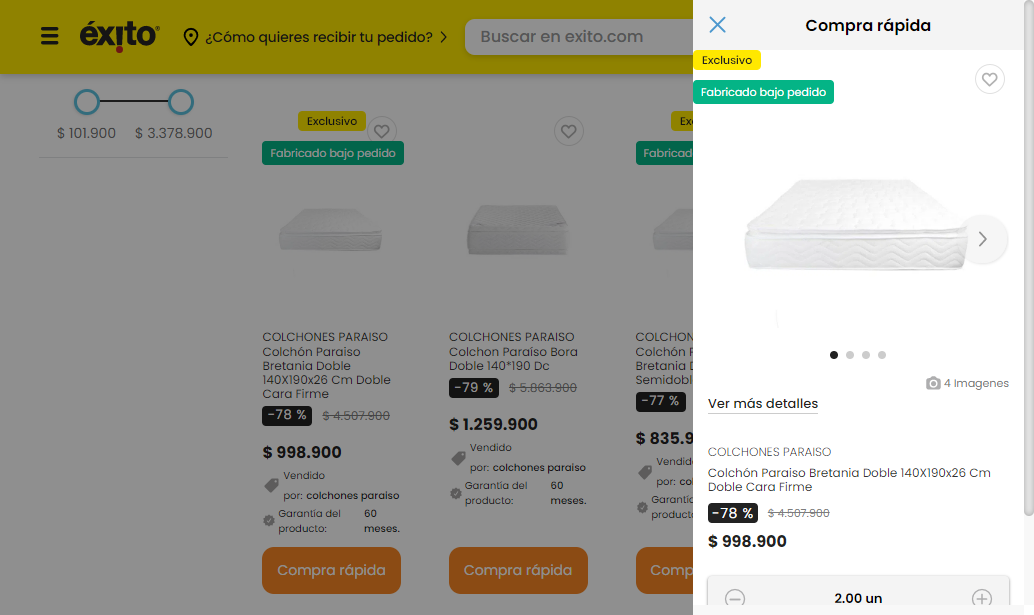 éxito
¿Cómo quieres recibir tu pedido?
Buscar en exito.com
$ 101.900
$ 3.378.900
Exclusivo
Fabricado bajo pedido
COLCHONES PARAISO
Colchón Paraiso
Bretania Doble
140X190x26 Cm Doble
Cara Firme
-78 %
$ 4.507.900
$ 998.900
Vendido
por: colchones paraiso
Garantía del
producto:
60
meses.
Compra rápida
COLCHONES PARAISO
Colchon Paraiso Bora
Doble 140*190 Dc
-79 %
$ 5.863.900
$ 1.259.900
Vendido
por: colchones paraiso
Garantía del
producto:
60
meses.
Compra rápida
Ex
Fabricad
COLCHON
Colchón P
Bretania D
Semidobl
-77 %
$ 835.9
Vendid
por: co
Garantí
product
Comp
Compra rápida
Exclusivo
Fabricado bajo pedido
4 Imagenes
Ver más detalles
COLCHONES PARAISO
Colchón Paraiso Bretania Doble 140X190x26 Cm
Doble Cara Firme
-78 %
$ 4.507.900
$ 998.900
2.00 un